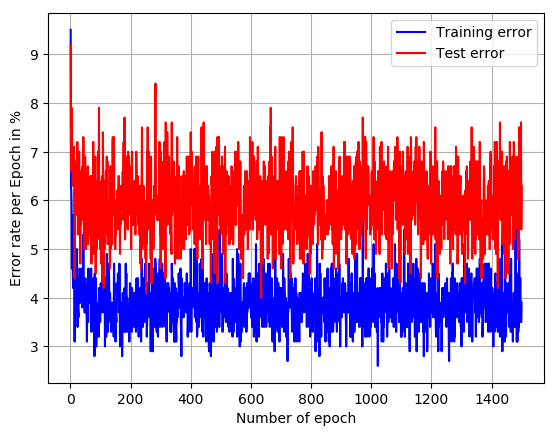 Training error
Test error
9
8
7
6
5
4
3
Error rate per Epoch in %
0 200 400 600 800 1000 1200 1400
Number of epoch